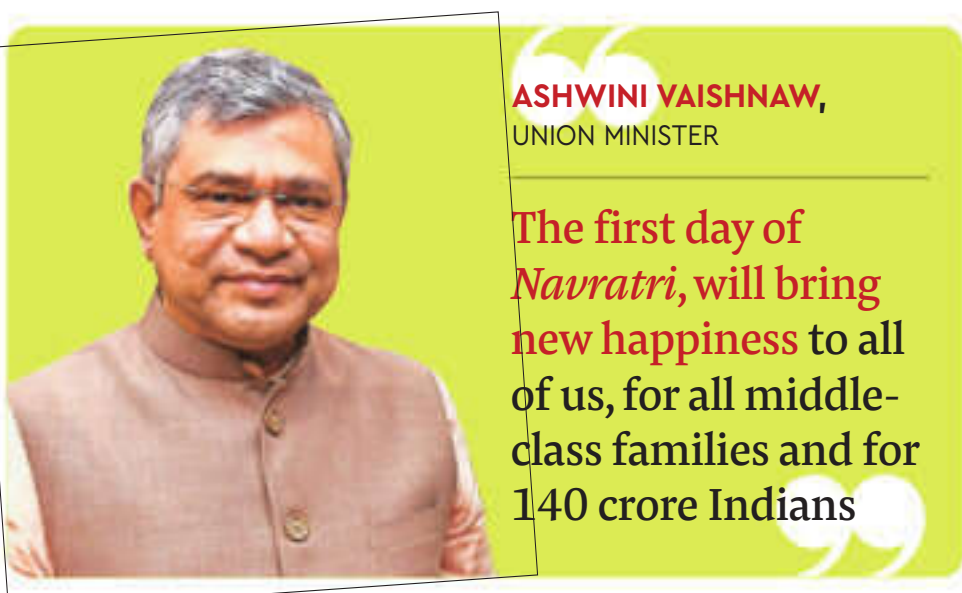 ASHWINI VAISHNAW,
UNION MINISTER
The first day of
Navratri, will bring
new happiness to all
of us, for all middle-
class families and for
140 crore Indians